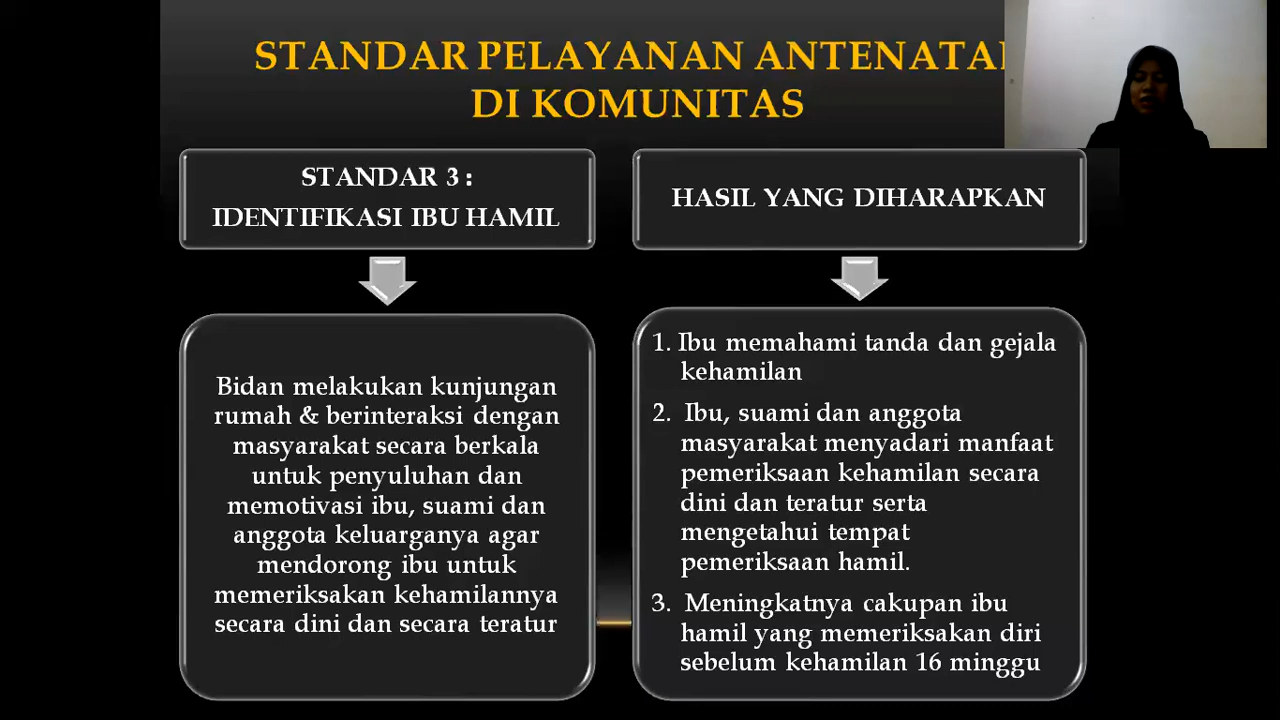 STANDAR PELAYANAN ANTENATAL
DI KOMUNITAS
STANDAR 3 :
IDENTIFIKASI IBU HAMIL
Bidan melakukan kunjungan
rumah & berinteraksi dengan
masyarakat secara berkala
untuk penyuluhan dan
memotivasi ibu, suami dan
anggota keluarganya agar
mendorong ibu untuk
memeriksakan kehamilannya
secara dini dan secara teratur
HASIL YANG DIHARAPKAN
1. Ibu memahami tanda dan gejala
kehamilan
2. Ibu, suami dan anggota
masyarakat menyadari manfaat
pemeriksaan kehamilan secara
dini dan teratur serta
mengetahui tempat
pemeriksaan hamil.
3. Meningkatnya cakupan ibu
hamil yang memeriksakan diri
sebelum kehamilan 16 minggu